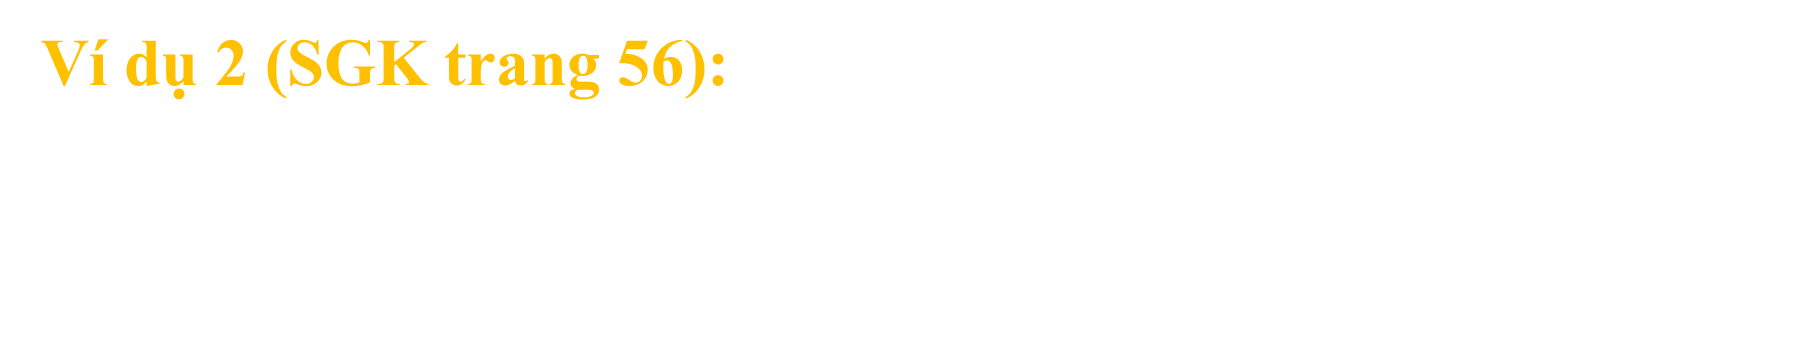 Ví dụ 2 (SGK trang 56):